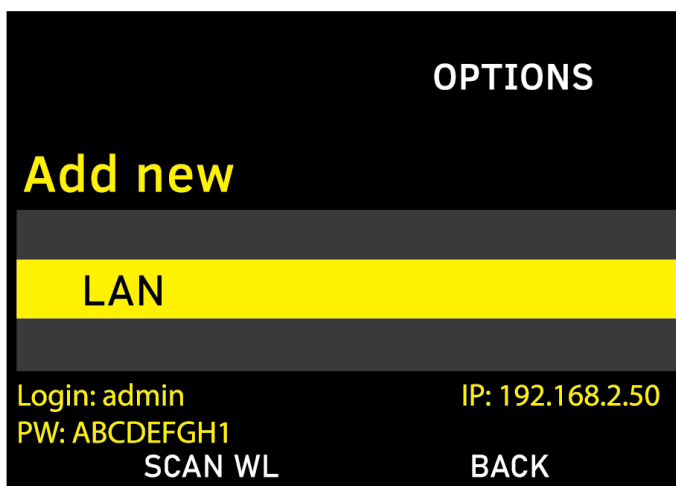 OPTIONS
Add new
LAN
Login: admin IP: 192.168.2.50
PW: ABCDEFGH1
SCAN WL BACK